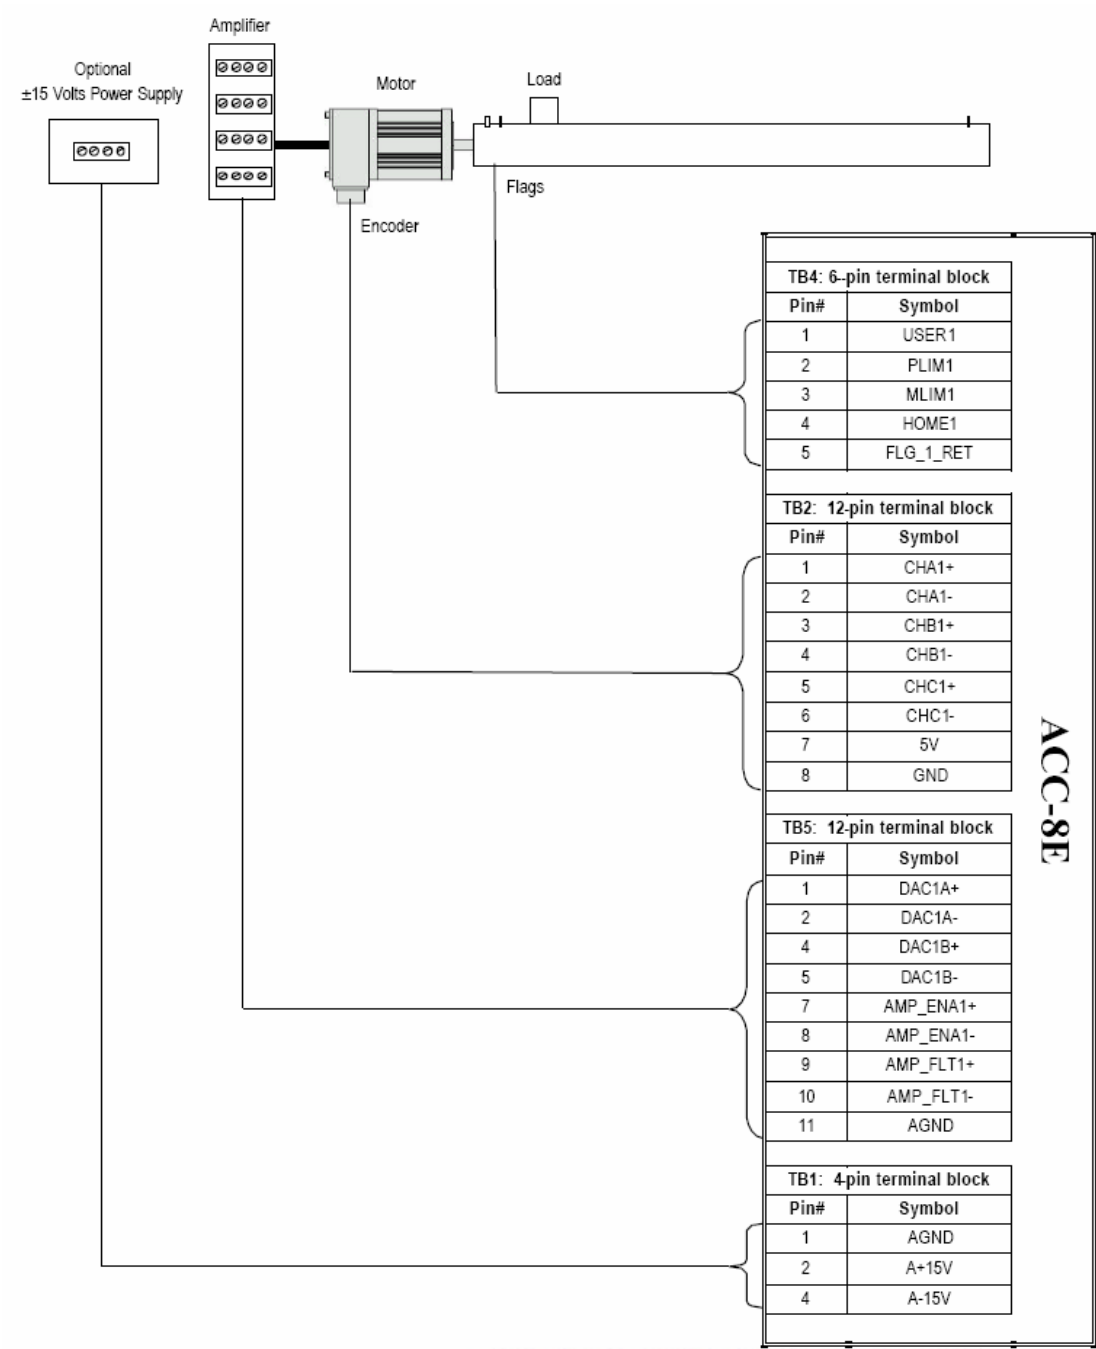 Amplifier
Optional
±15 Volts Power Supply
Motor
Load
Flags
Encoder
TB4: 6-pin terminal block
Pin# Symbol
1 USER1
2 PLIM1
3 MLIM1
4 HOME1
5 FLG_1_RET
TB2: 12-pin terminal block
Pin# Symbol
1 CHA1+
2 CHA1-
3 CHB1+
4 CHB1-
5 CHC1+
6 CHC1-
7 5V
8 GND
TB5: 12-pin terminal block
Pin# Symbol
1 DAC1A+
2 DAC1A-
4 DAC1B+
5 DAC1B-
7 AMP_ENA1+
8 AMP_ENA1-
9 AMP_FLT1+
10 AMP_FLT1-
11 AGND
TB1: 4-pin terminal block
Pin# Symbol
1 AGND
2 A+15V
4 A-15V
ACC-8E